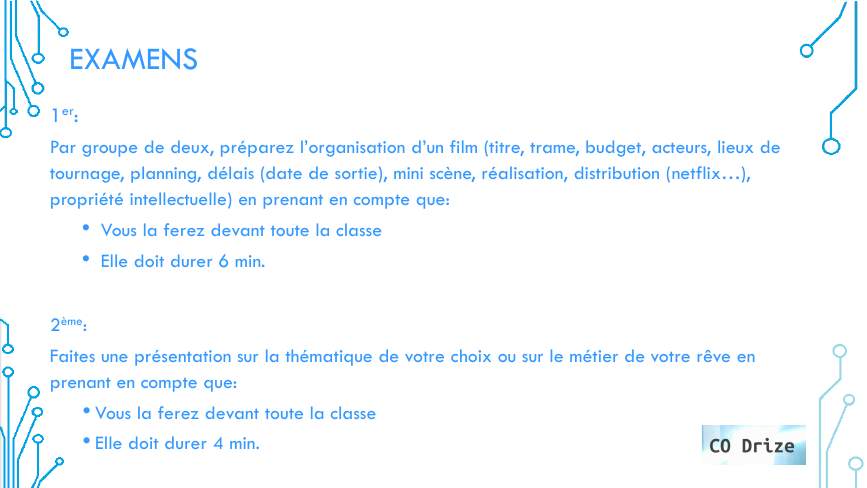 EXAMENS
1er:
Par groupe de deux, préparez l'organisation d'un film (titre, trame, budget, acteurs, lieux de
tournage, planning, délais (date de sortie), mini scène, réalisation, distribution (netflix...),
propriété intellectuelle) en prenant en compte que:
• Vous la ferez devant toute la classe
• Elle doit durer 6 min.
2ème:
Faites une présentation sur la thématique de votre choix ou sur le métier de votre rêve en
prenant en compte que:
• Vous la ferez devant toute la classe
• Elle doit durer 4 min.
CO Drize